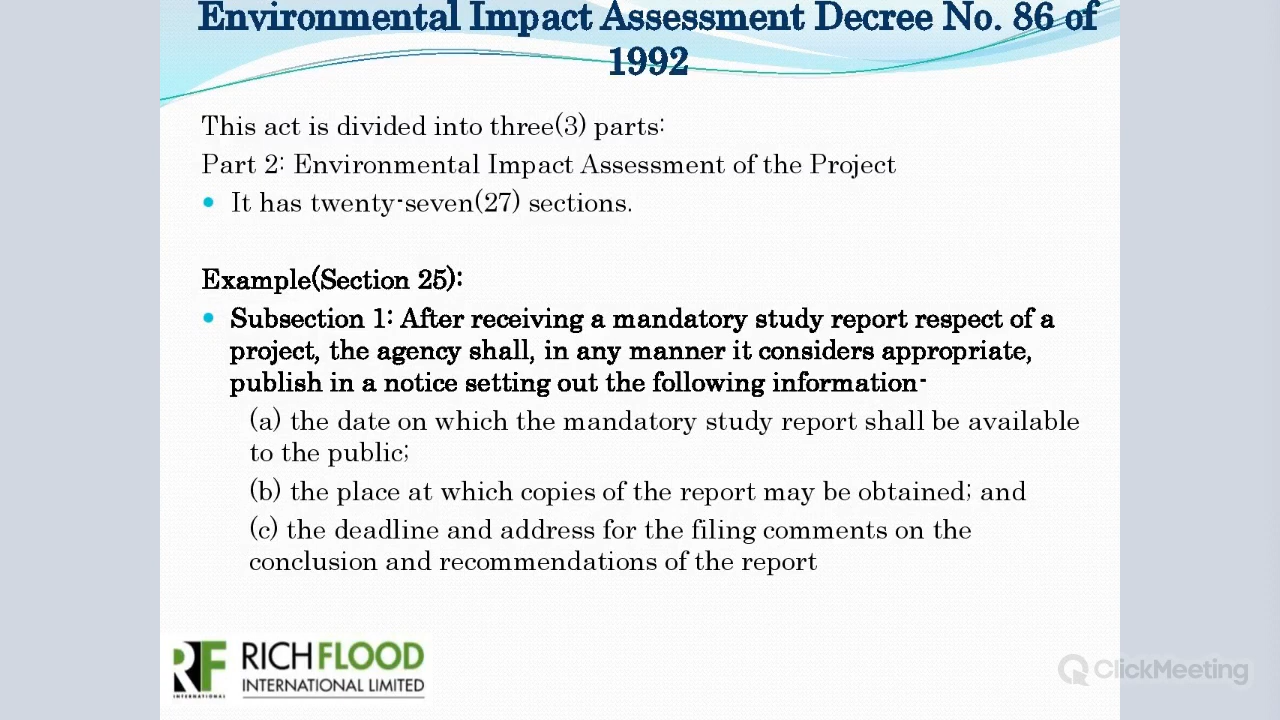 Environmental Impact Assessment Decree No. 86 of
1992
This act is divided into three(3) parts:
Part 2: Environmental Impact Assessment of the Project
• It has twenty-seven(27) sections.
Example(Section 25):
• Subsection 1: After receiving a mandatory study report respect of a
project, the agency shall, in any manner it considers appropriate,
publish in a notice setting out the following information-
(a) the date on which the mandatory study report shall be available
to the public;
(b) the place at which copies of the report may be obtained; and
(c) the deadline and address for the filing comments on the
conclusion and recommendations of the report
RF
INTERNATIONAL
RICHFLOOD
INTERNATIONAL LIMITED
ClickMeeting